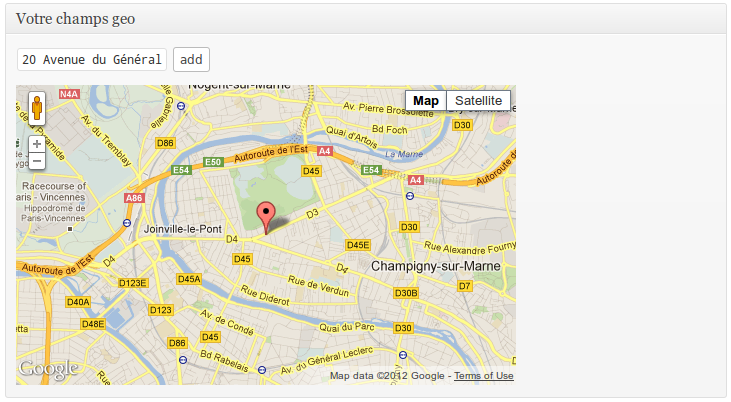 Votre champs geo
20 Avenue du Général add
Nogent-sur-Marne
Map Satellite
N4A
Av. Pierre Brossolette
Bd Foch
D30
Quai d'Artois
Av. du Tremblay
D86
La Marne
Autoroute de l'Est
A4
E50
E54
D45
E54
A4
Autoroute de
Racecourse of
Paris - Vincennes
Hippodrome de
Paris-Vincennes
A86
D3
Joinville-le-Pont
D4
D30
D45E
Rue Alexandre Fourny
D45
D4
Champigny-sur-Marne
Autoroute de l'Est
D4
D123E
D45A
Rue de Verdun
D7
Rue Diderot
D30B
D40A
D123
D48E
Av. de Condé
Quai du Parc
D30
D45
D86
Bd Rabelais
Av. du Général Leclerc
Google
Map data ©2012 Google - Terms of Use